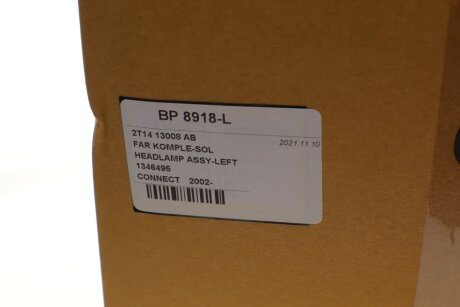 BP 8918-L
2T14 13008 AB 2021.11.10
FAR KOMPLE-SOL
HEADLAMP ASSY-LEFT
1346495
CONNECT 2002-